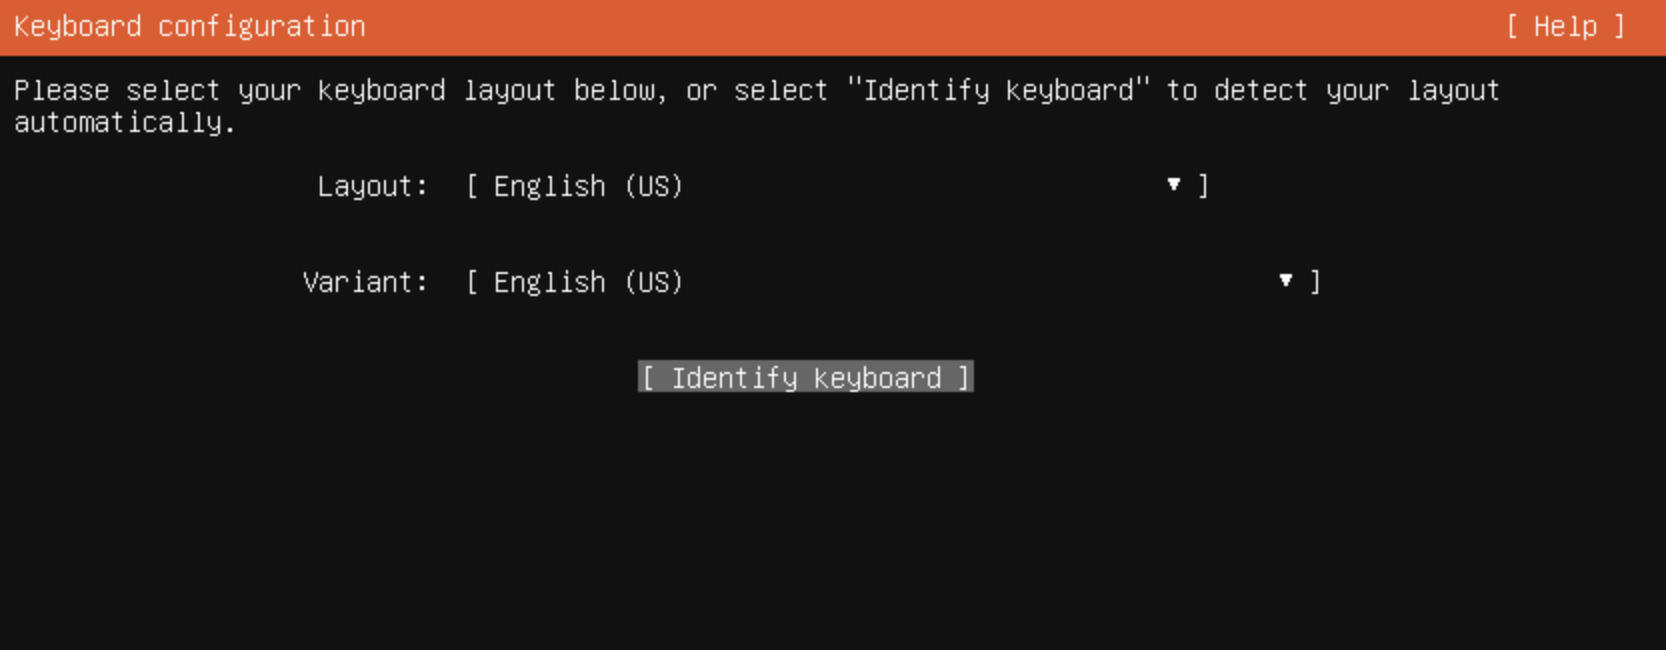 Keyboard configuration [ Help ]
Please select your keyboard layout below, or select "Identify keyboard" to detect your layout
automatically.
Layout: [ English (US) ▼ ]
Variant: [ English (US) ▼ ]
[ Identify keyboard ]